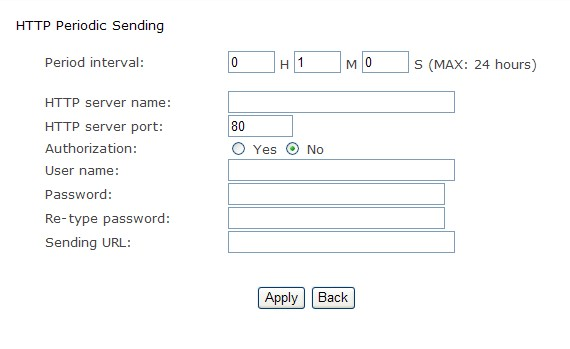 HTTP Periodic Sending
Period interval: 0 H 1 M 0 S (MAX: 24 hours)
HTTP server name:
HTTP server port: 80
Authorization: Yes No
User name:
Password:
Re-type password:
Sending URL:
Apply Back